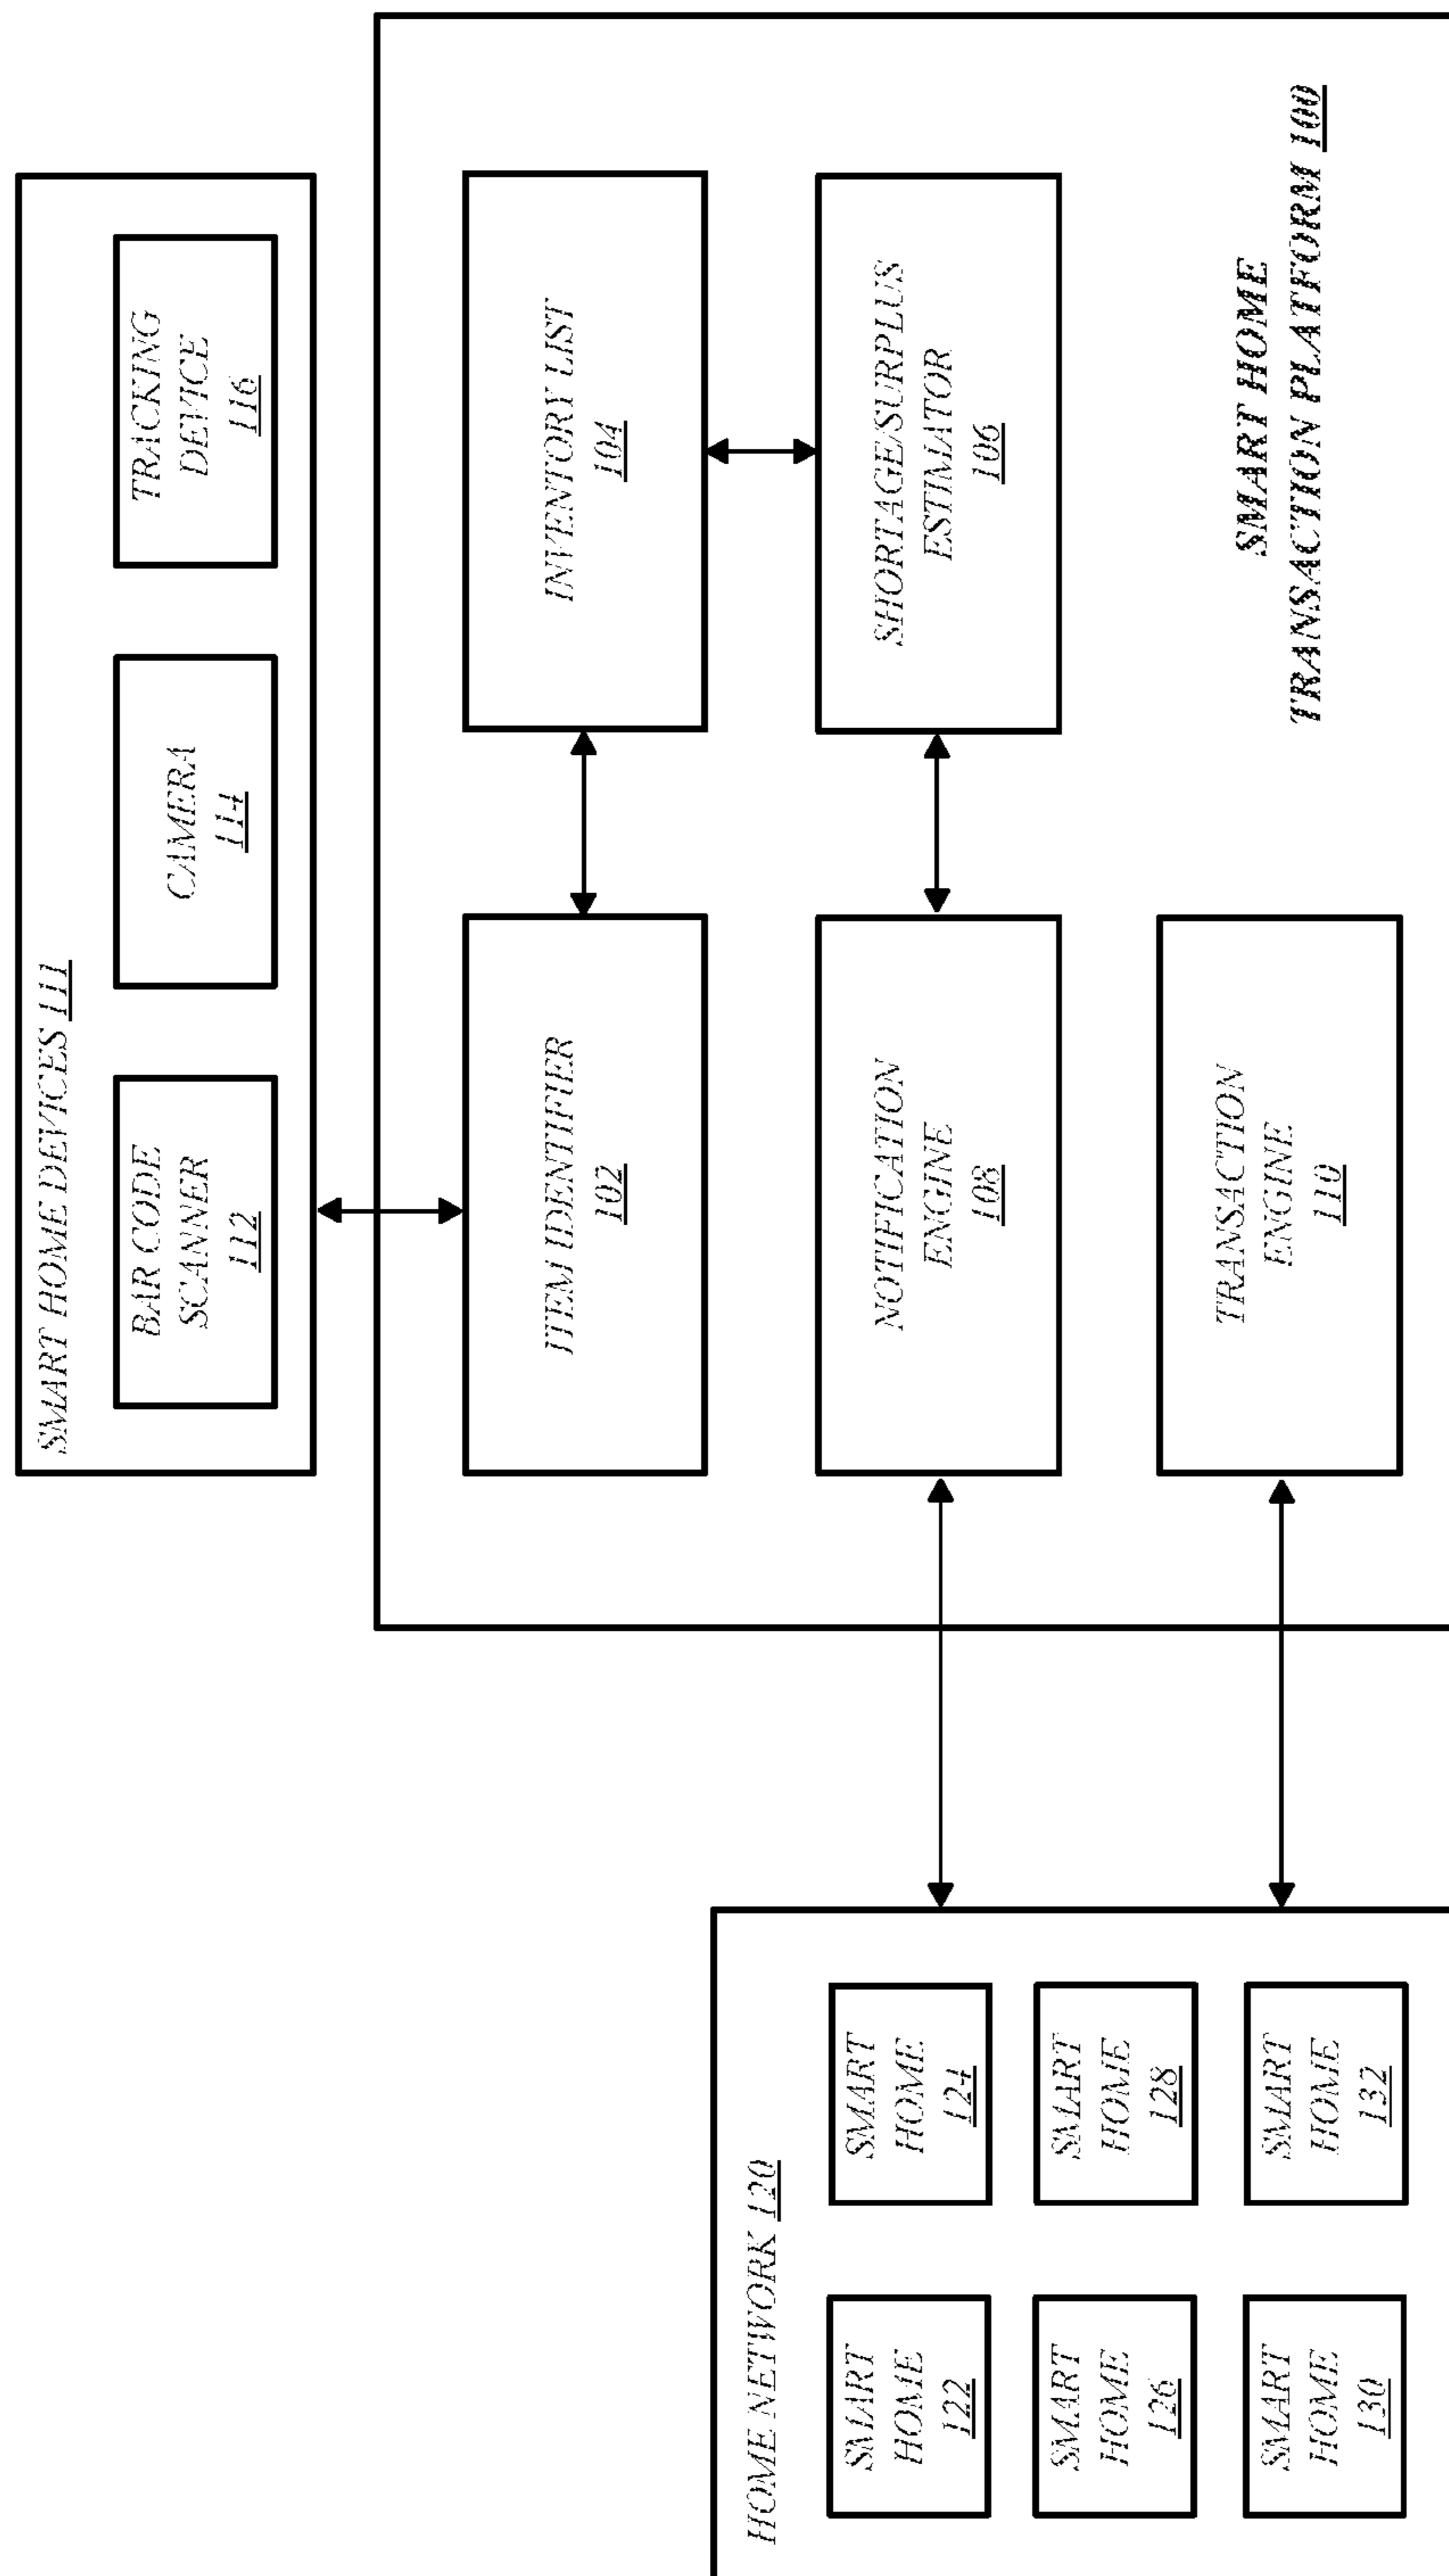 SMART HOME DEVICES 111
BAR CODE
SCANNER
112
CAMERA
114
TRACKING
DEVICE
116
ITEM IDENTIFIER
102
INVENTORY LIST
104
HOME NETWORK 120
SMART
HOME
122
SMART
HOME
124
NOTIFICATION
ENGINE
108
SHORTAGE/SURPLUS
ESTIMATOR
106
SMART
HOME
126
SMART
HOME
128
SMART
HOME
130
SMART
HOME
132
TRANSACTION
ENGINE
110
SMART HOME
TRANSACTION PLATFORM 100